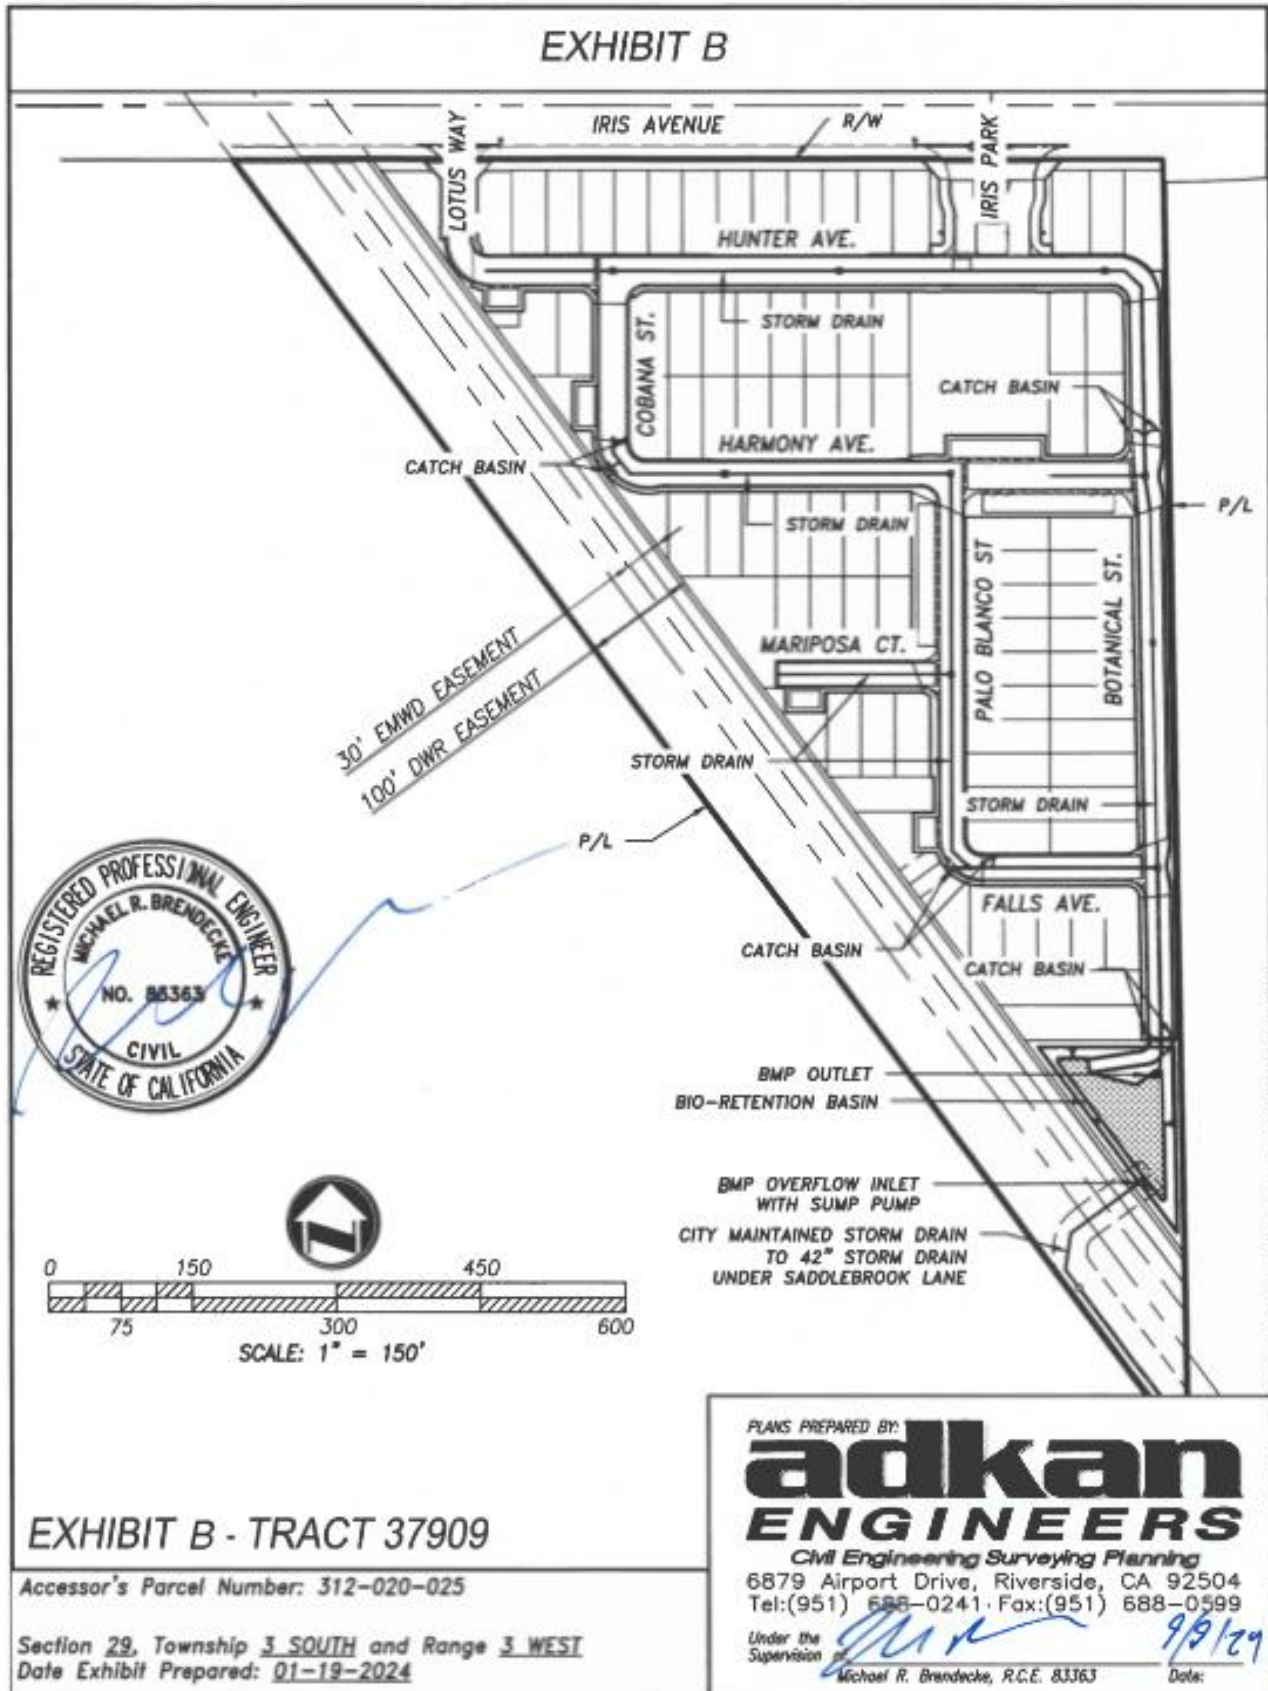 EXHIBIT B
IRIS AVENUE
R/W
LOTUS WAY
IRIS PARK
HUNTER AVE.
STORM DRAIN
COBANA ST.
CATCH BASIN
HARMONY AVE.
CATCH BASIN
STORM DRAIN
P/L
PALO BLANCO ST
BOTANICAL ST.
MARIPOSA CT.
30' EMWD EASEMENT
100' DWR EASEMENT
STORM DRAIN
STORM DRAIN
P/L
FALLS AVE.
CATCH BASIN
CATCH BASIN
REGISTERED PROFESSIONAL ENGINEER
MICHAEL R. BRENDECKE
NO. 83363
CIVIL
STATE OF CALIFORNIA
BMP OUTLET
BIO-RETENTION BASIN
BMP OVERFLOW INLET
WITH SUMP PUMP
CITY MAINTAINED STORM DRAIN
TO 42" STORM DRAIN
UNDER SADDLEBROOK LANE
N
0 150 450
75 300 600
SCALE: 1" = 150'
EXHIBIT B - TRACT 37909
Accessor's Parcel Number: 312-020-025
Section 29, Township 3 SOUTH and Range 3 WEST
Date Exhibit Prepared: 01-19-2024
PLANS PREPARED BY:
adkan
ENGINEERS
Civil Engineering Surveying Planning
6879 Airport Drive, Riverside, CA 92504
Tel:(951) 688-0241·Fax:(951) 688-0599
Under the
Supervision of
9/9/24
Michael R. Brendecke, R.C.E. 83363 Date: